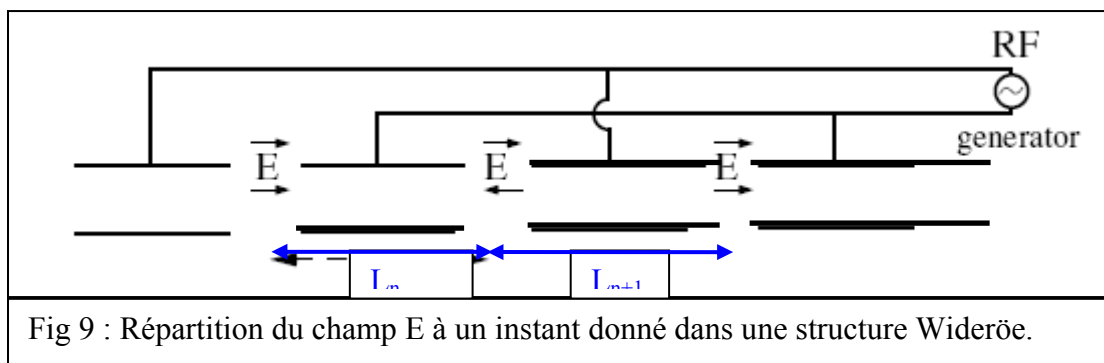 RF
generator
E E E
Fig 9 : Répartition du champ E à un instant donné dans une structure Wideröe.